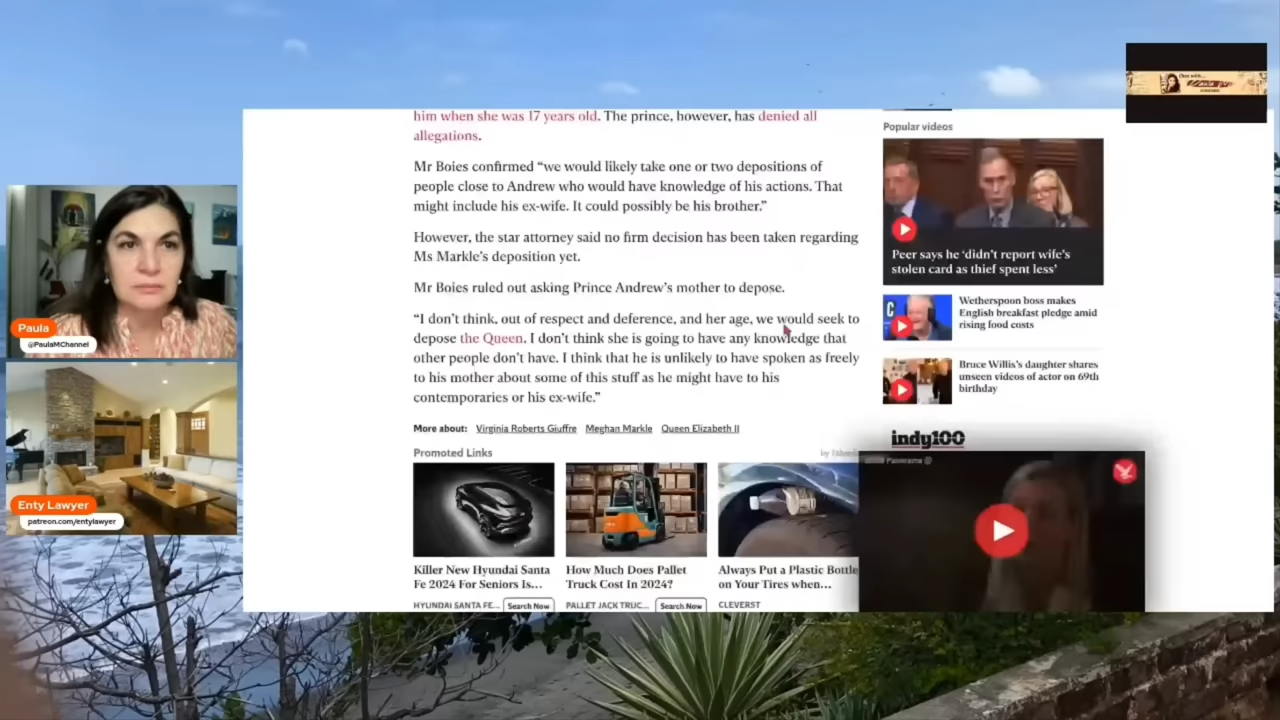 him when she was 17 years old. The prince, however, has denied all
allegations.
Mr Boies confirmed “we would likely take one or two depositions of
people close to Andrew who would have knowledge of his actions. That
might include his ex-wife. It could possibly be his brother.”
However, the star attorney said no firm decision has been taken regarding
Ms Markle’s deposition yet.
Mr Boies ruled out asking Prince Andrew’s mother to depose.
“I don’t think, out of respect and deference, and her age, we would seek to
depose the Queen. I don’t think she is going to have any knowledge that
other people don’t have. I think that he is unlikely to have spoken as freely
to his mother about some of this stuff as he might have to his
contemporaries or his ex-wife.”
More about: Virginia Roberts Giuffre Meghan Markle Queen Elizabeth II
Promoted Links
by
Killer New Hyundai Santa
Fe 2024 For Seniors Is...
HYUNDAI SANTA FE...
Search Now
How Much Does Pallet
Truck Cost In 2024?
PALLET JACK TRUC...
Search Now
Always Put a Plastic Bottle
on Your Tires when...
CLEVERST
Popular videos
Peer says he ‘didn’t report wife’s
stolen card as thief spent less’
Wetherspoon boss makes
English breakfast pledge amid
rising food costs
Bruce Willis’s daughter shares
unseen videos of actor on 69th
birthday
indy100
Panorama
Paula
@PaulaMChannel
Enty Lawyer
patreon.com/entylawyer